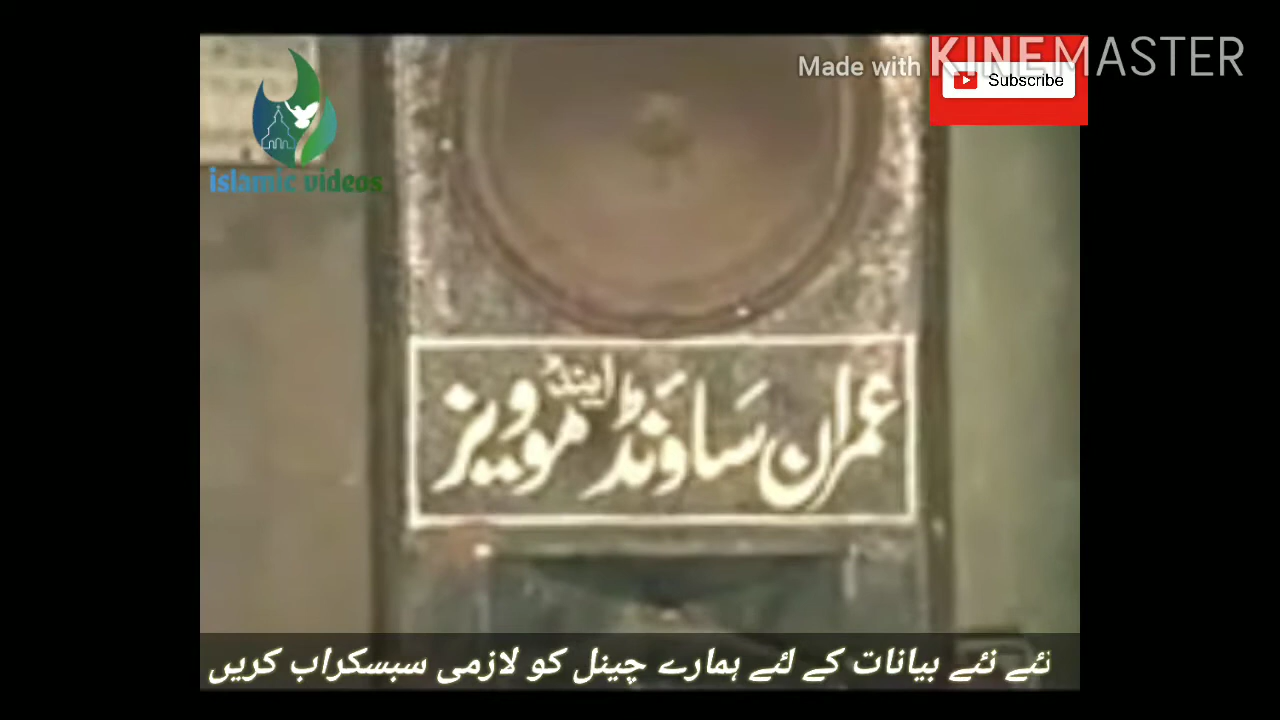 Made with KINEMASTER
Subscribe
islamic videos
عمران ساؤنڈ اینڈ موویز
نئے نئے بیانات کے لئے ہمارے چینل کو لازمی سبسکراب کریں